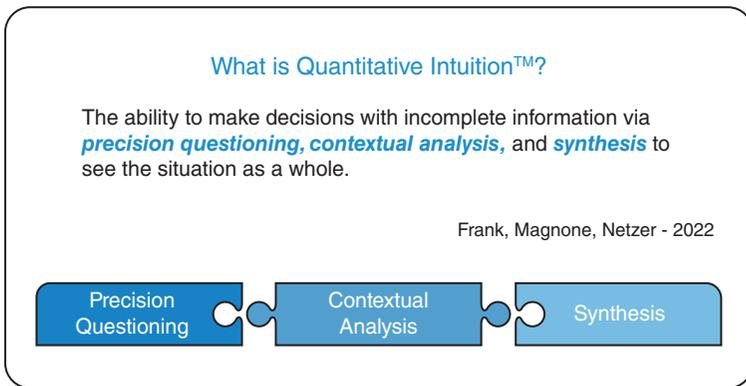 What is Quantitative Intuition™?
The ability to make decisions with incomplete information via
precision questioning, contextual analysis, and synthesis to
see the situation as a whole.
Frank, Magnone, Netzer - 2022
Precision
Questioning
Contextual
Analysis
Synthesis